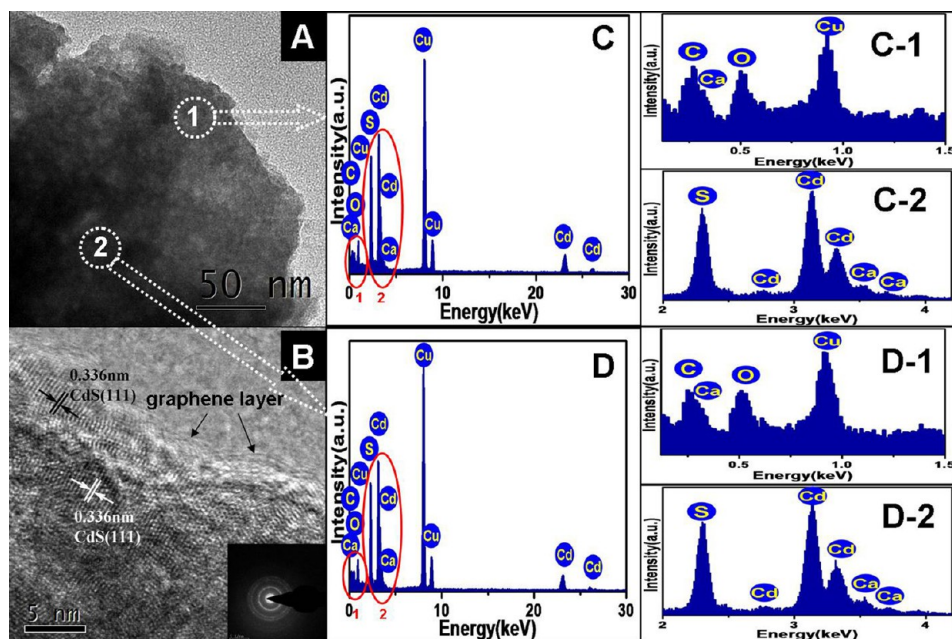 A
1
2
50 nm
B
0.336nm
CdS(111)
graphene layer
0.336nm
CdS(111)
5 nm
C
Intensity(a.u.)
Cu
Cd
S
Cu
C
O
Ca
Cd
Ca
Cu
Cd
Cd
1
2
0 10 20 30
Energy(keV)
D
Intensity(a.u.)
Cu
Cd
S
Cu
C
O
Ca
Cd
Ca
Cu
Cd
Cd
1
2
0 10 20 30
Energy(keV)
C-1
Intensity(a.u.)
C
Ca
O
Cu
0.5 1.0 1.5
Energy(keV)
C-2
Intensity(a.u.)
S
Cd
Cd
Cd
Ca
Ca
2 3 4
Energy(keV)
D-1
Intensity(a.u.)
C
Ca
O
Cu
0.5 1.0 1.5
Energy(keV)
D-2
Intensity(a.u.)
S
Cd
Cd
Cd
Ca
Ca
2 3 4
Energy(keV)